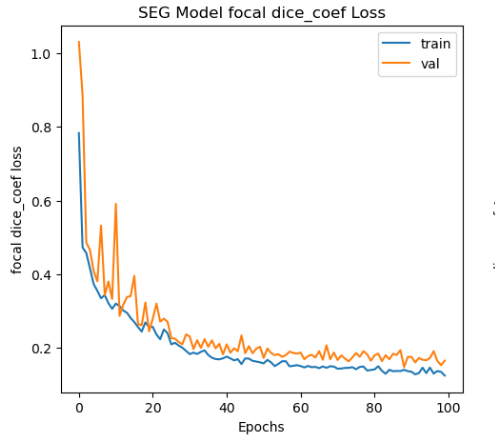 SEG Model focal dice_coef Loss
train
val
focal dice_coef loss
1.0
0.8
0.6
0.4
0.2
0
20
40
60
80
100
Epochs